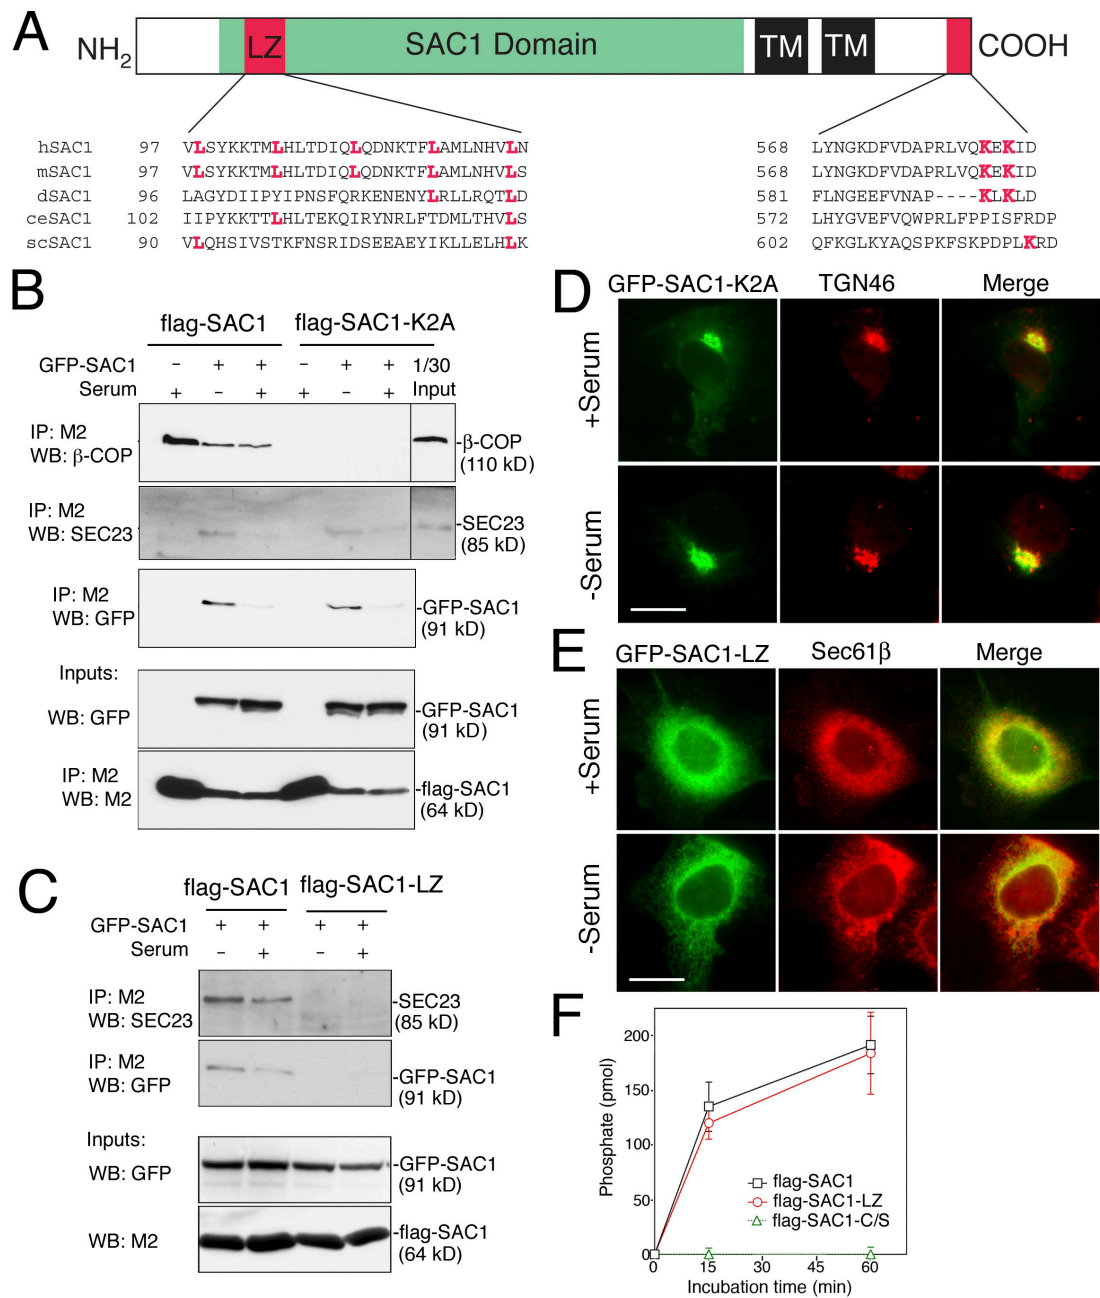 A
NH2 LZ SAC1 Domain TM TM COOH
hSAC1 97 VLSYKKTMLHLTDIQLQDNKTFLAMLNHVLN 568 LYNGKDFVDAPRLVQKEKID
mSAC1 97 VLSYKKTMLHLTDIQLQDNKTFLAMLNHVLS 568 LYNGKDFVDAPRLVQKEKID
dSAC1 96 LAGYDIIPYIPNSFQRKENENYLRLLRQTLD 581 FLNGEEFVNAP----KLKLD
ceSAC1 102 IIPYKKTTLHLTEKQIRYNRLFTDMLTHVLS 572 LHYGVEFVQWPRLFPPISFRDP
scSAC1 90 VLQHSIVSTKFNSRIDSEEAEYIKLLELHLK 602 QFKGLKYAQSPKFSKPDPLKRD
B
flag-SAC1 flag-SAC1-K2A
GFP-SAC1 – + + – + + 1/30
Serum + – + + – + Input
IP: M2
WB: β-COP
-β-COP
(110 kD)
IP: M2
WB: SEC23
-SEC23
(85 kD)
IP: M2
WB: GFP
-GFP-SAC1
(91 kD)
Inputs:
WB: GFP
-GFP-SAC1
(91 kD)
IP: M2
WB: M2
-flag-SAC1
(64 kD)
C
flag-SAC1 flag-SAC1-LZ
GFP-SAC1 + + + +
Serum – + – +
IP: M2
WB: SEC23
-SEC23
(85 kD)
IP: M2
WB: GFP
-GFP-SAC1
(91 kD)
Inputs:
WB: GFP
-GFP-SAC1
(91 kD)
WB: M2
-flag-SAC1
(64 kD)
D
GFP-SAC1-K2A TGN46 Merge
+Serum
-Serum
E
GFP-SAC1-LZ Sec61β Merge
+Serum
-Serum
F
Phosphate (pmol)
200
150
100
50
0
flag-SAC1
flag-SAC1-LZ
flag-SAC1-C/S
0 15 30 45 60
Incubation time (min)